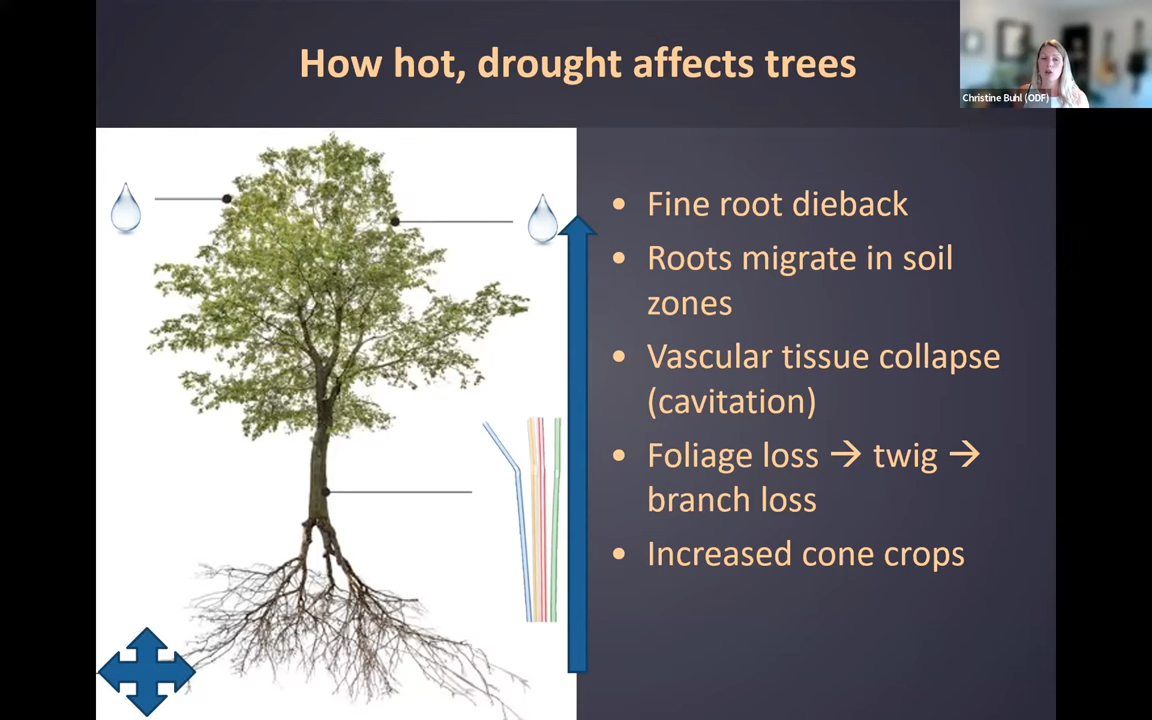 How hot, drought affects trees
Christine Buhl (ODF)
• Fine root dieback
• Roots migrate in soil
zones
• Vascular tissue collapse
(cavitation)
• Foliage loss → twig →
branch loss
• Increased cone crops